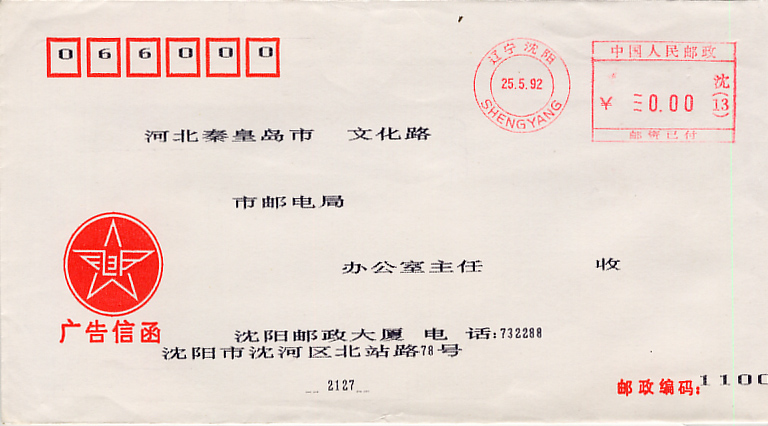 066000
辽宁沈阳
25.5.92
SHENGYANG
中国人民邮政
¥ 0.00
沈(13)
邮资已付
河北秦皇岛市 文化路
市邮电局
办公室主任 收
广告信函
沈阳邮政大厦 电 话:732288
沈阳市沈河区北站路78号
2127
邮政编码:1100